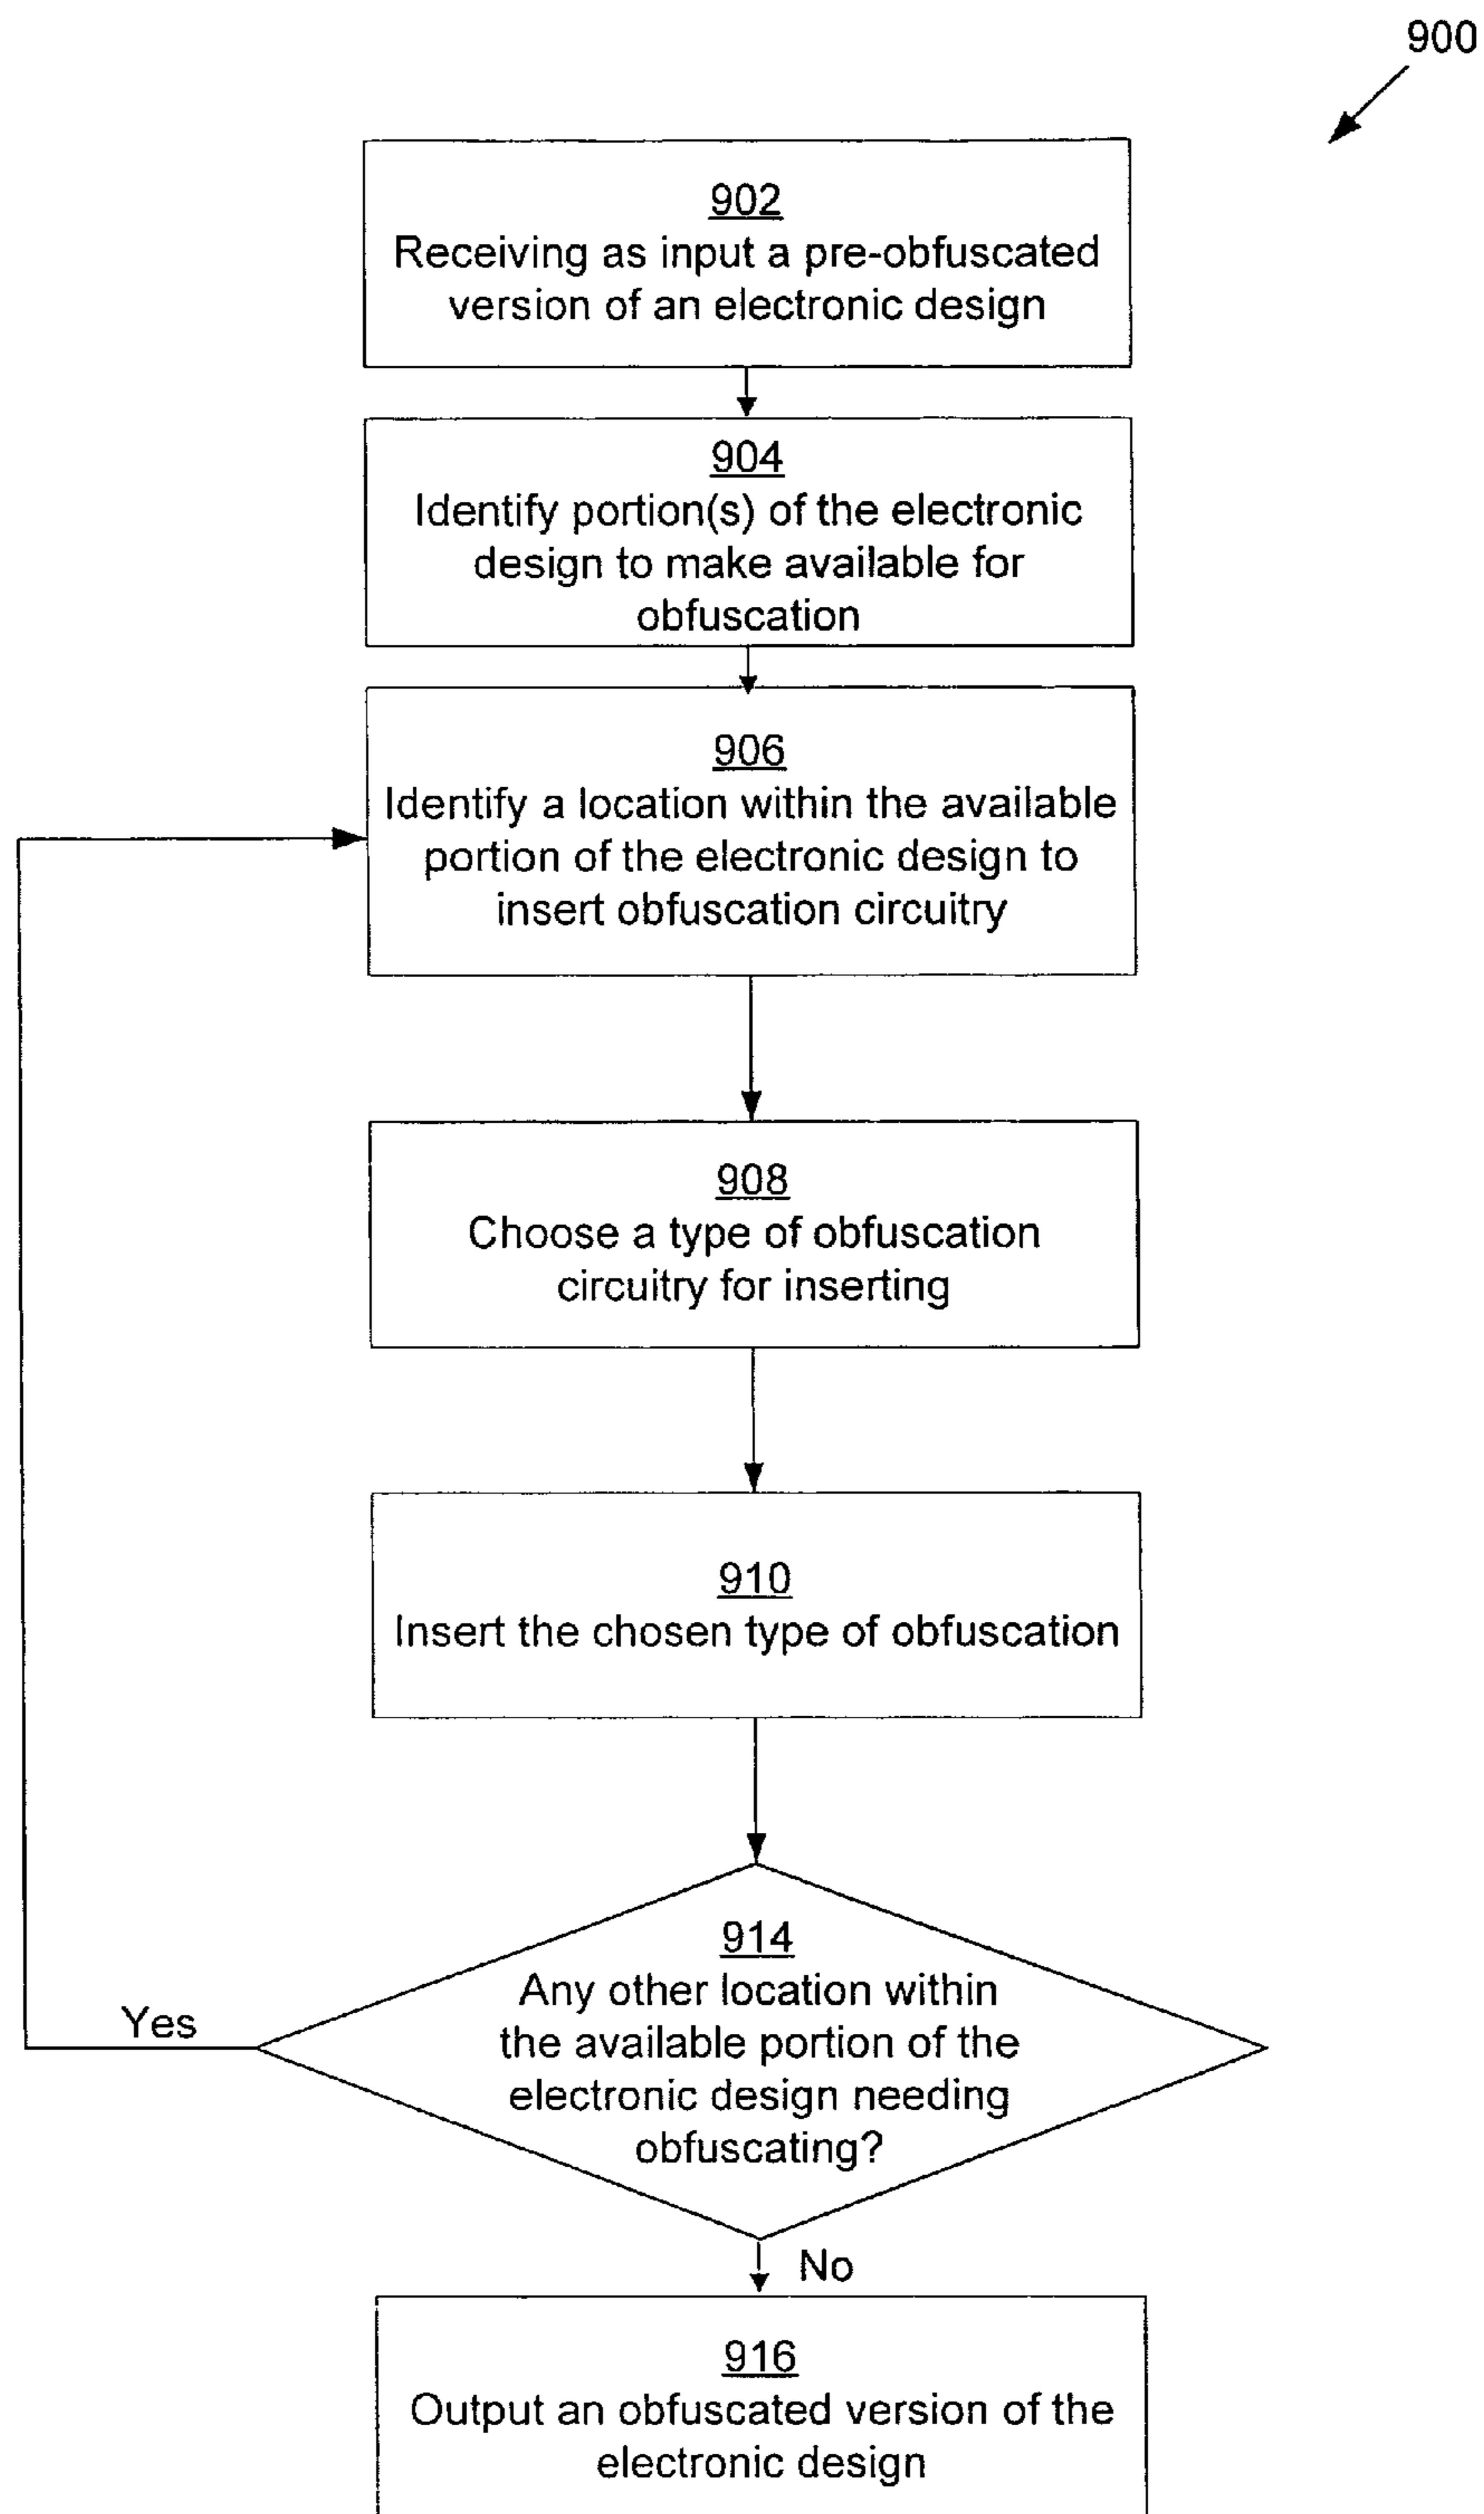 900
902
Receiving as input a pre-obfuscated
version of an electronic design
904
Identify portion(s) of the electronic
design to make available for
obfuscation
906
Identify a location within the available
portion of the electronic design to
insert obfuscation circuitry
908
Choose a type of obfuscation
circuitry for inserting
910
Insert the chosen type of obfuscation
914
Any other location within
the available portion of the
electronic design needing
obfuscating?
Yes
No
916
Output an obfuscated version of the
electronic design